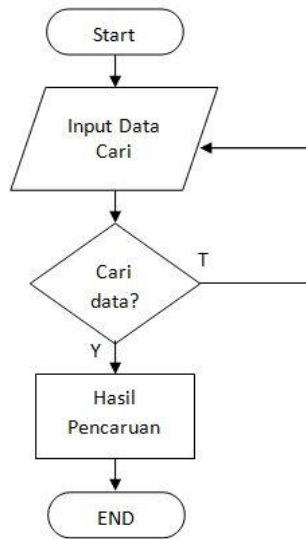 Start
Input Data
Cari
Cari
data?
T
Y
Hasil
Pencaruan
END